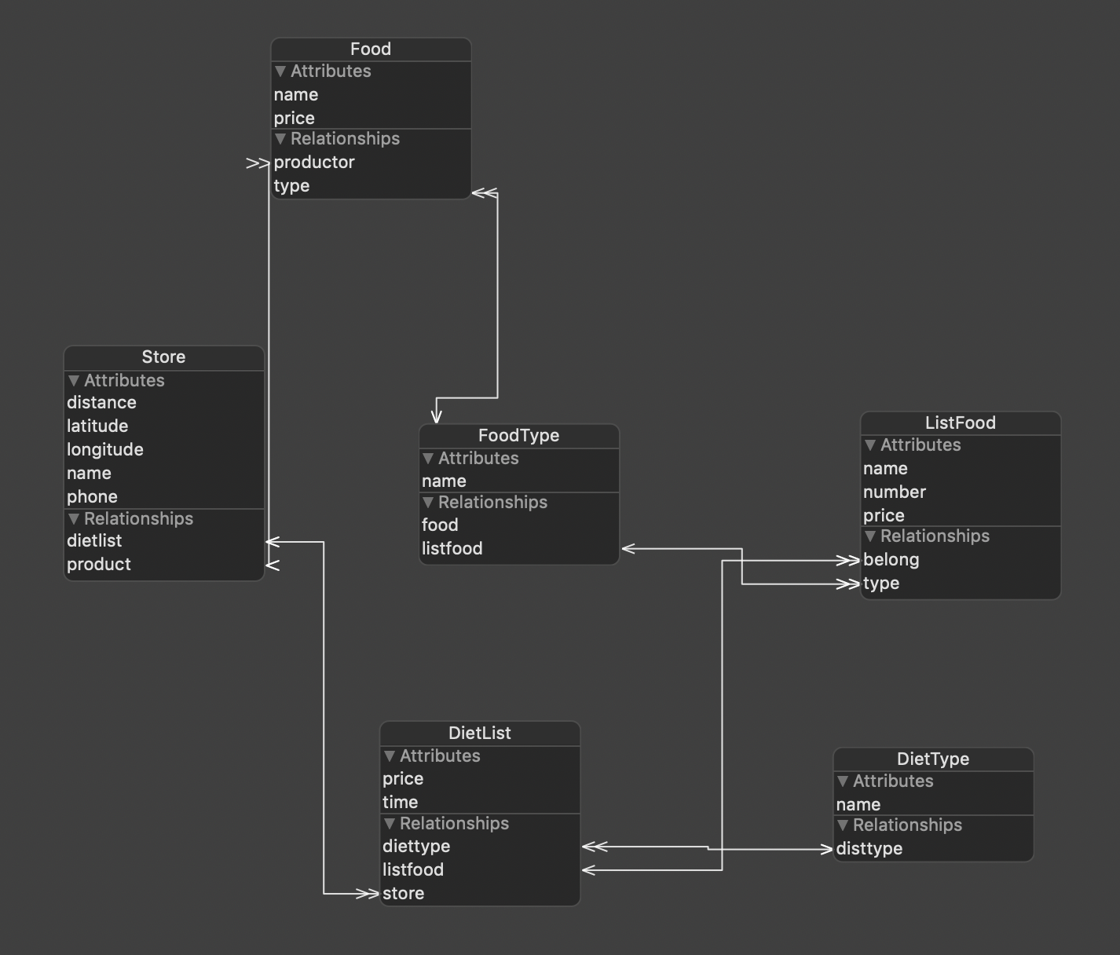 Food
Attributes
name
price
Relationships
productor
type
Store
Attributes
distance
latitude
longitude
name
phone
Relationships
dietlist
product
FoodType
Attributes
name
Relationships
food
listfood
ListFood
Attributes
name
number
price
Relationships
belong
type
DietList
Attributes
price
time
Relationships
diettype
listfood
store
DietType
Attributes
name
Relationships
disttype